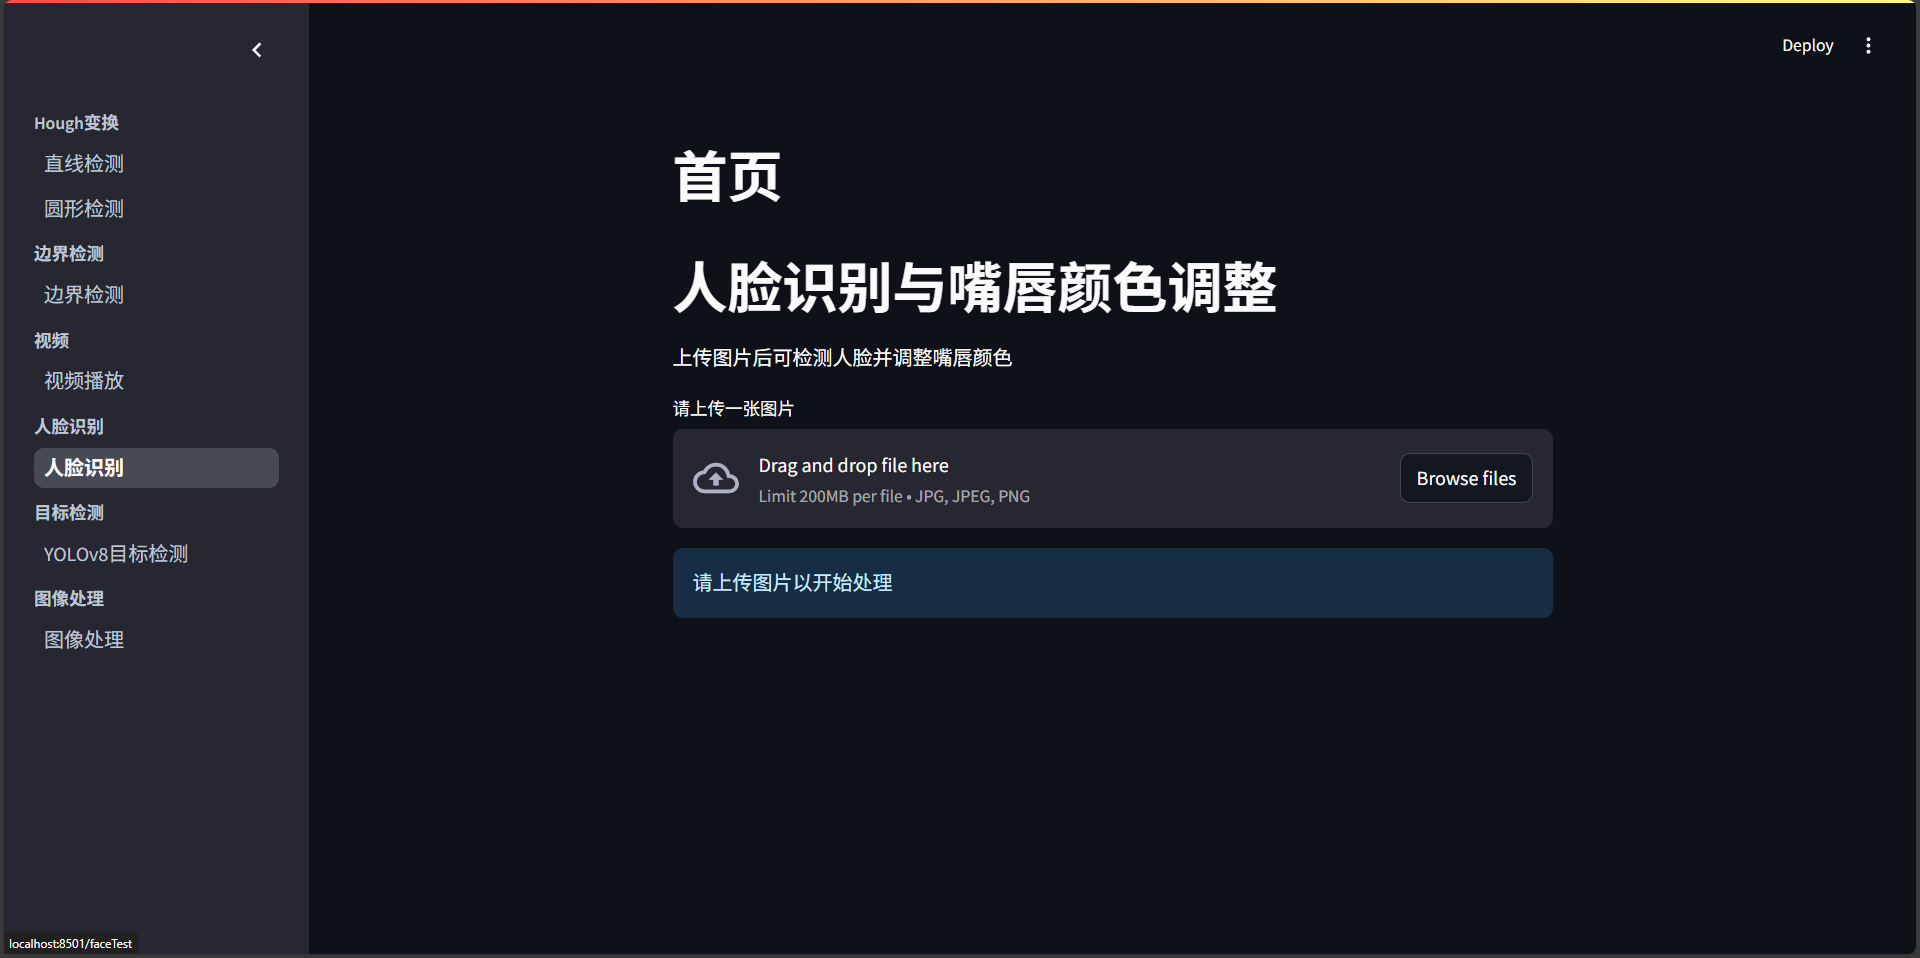 Deploy
Hough变换
直线检测
圆形检测
边界检测
边界检测
视频
视频播放
人脸识别
人脸识别
目标检测
YOLOv8目标检测
图像处理
图像处理
首页
人脸识别与嘴唇颜色调整
上传图片后可检测人脸并调整嘴唇颜色
请上传一张图片
Drag and drop file here
Limit 200MB per file • JPG, JPEG, PNG
Browse files
请上传图片以开始处理
localhost:8501/faceTest